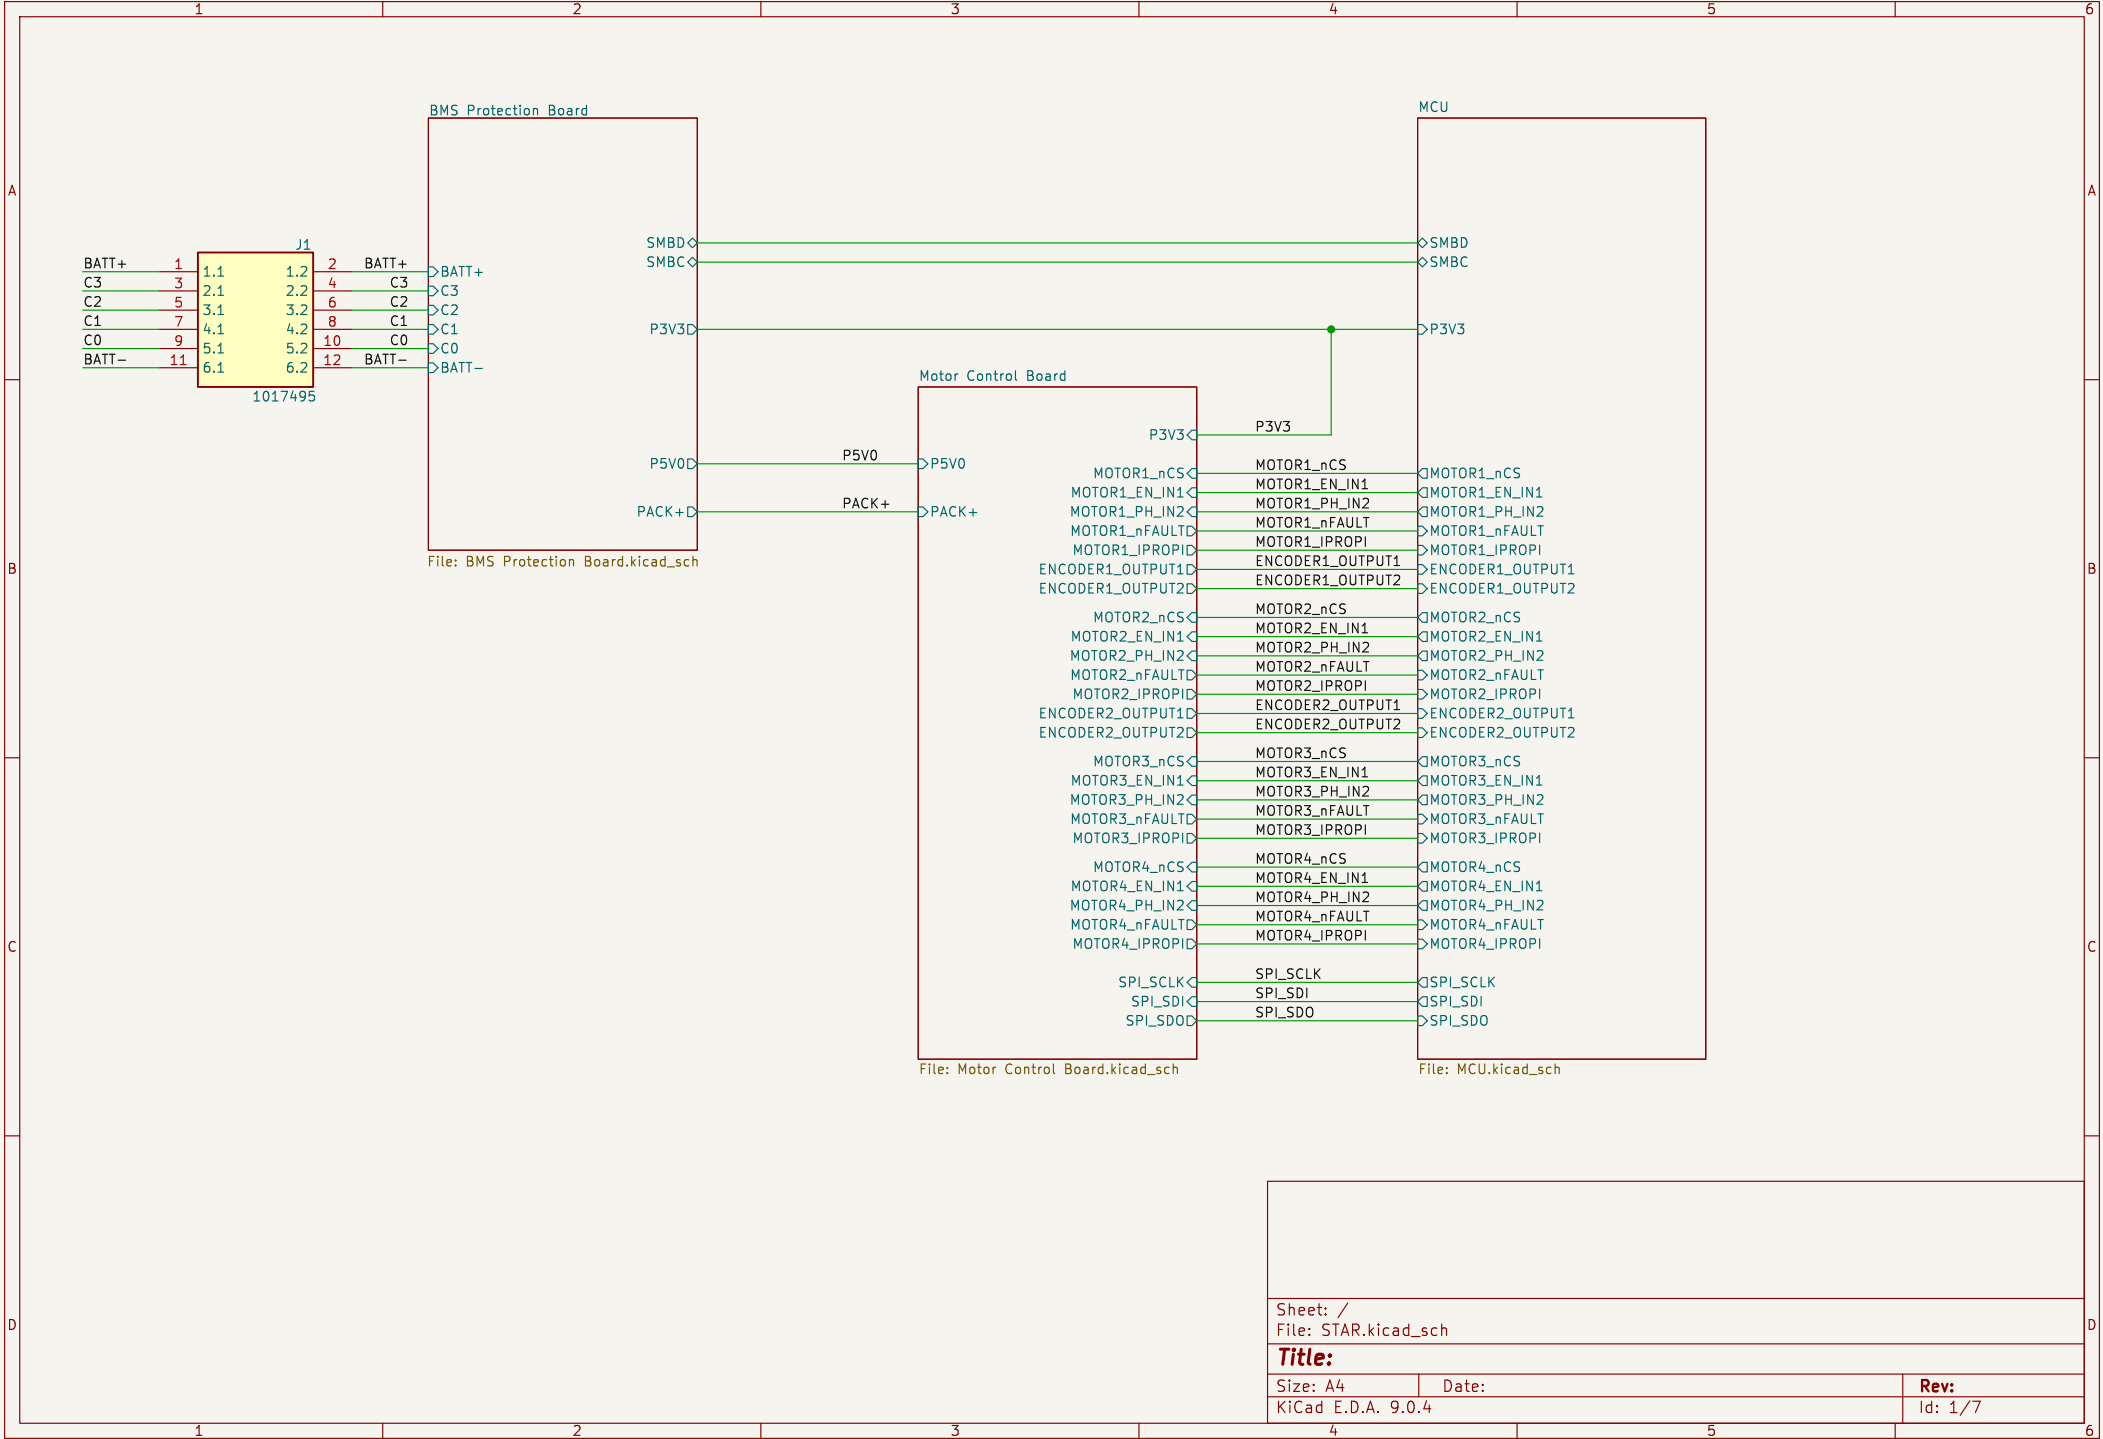 1 2 3 4 5 6
A A
B B
C C
D D
BMS Protection Board
SMBD
SMBC
P3V3
P5V0
PACK+
BATT+
C3
C2
C1
C0
BATT-
File: BMS Protection Board.kicad_sch
J1
BATT+ 1 1.1 1.2 2 BATT+
C3 3 2.1 2.2 4 C3
C2 5 3.1 3.2 6 C2
C1 7 4.1 4.2 8 C1
C0 9 5.1 5.2 10 C0
BATT- 11 6.1 6.2 12 BATT-
1017495
P5V0
PACK+
Motor Control Board
P5V0
PACK+
P3V3
MOTOR1_nCS
MOTOR1_EN_IN1
MOTOR1_PH_IN2
MOTOR1_nFAULT
MOTOR1_IPROPI
ENCODER1_OUTPUT1
ENCODER1_OUTPUT2
MOTOR2_nCS
MOTOR2_EN_IN1
MOTOR2_PH_IN2
MOTOR2_nFAULT
MOTOR2_IPROPI
ENCODER2_OUTPUT1
ENCODER2_OUTPUT2
MOTOR3_nCS
MOTOR3_EN_IN1
MOTOR3_PH_IN2
MOTOR3_nFAULT
MOTOR3_IPROPI
MOTOR4_nCS
MOTOR4_EN_IN1
MOTOR4_PH_IN2
MOTOR4_nFAULT
MOTOR4_IPROPI
SPI_SCLK
SPI_SDI
SPI_SDO
File: Motor Control Board.kicad_sch
P3V3
MOTOR1_nCS
MOTOR1_EN_IN1
MOTOR1_PH_IN2
MOTOR1_nFAULT
MOTOR1_IPROPI
ENCODER1_OUTPUT1
ENCODER1_OUTPUT2
MOTOR2_nCS
MOTOR2_EN_IN1
MOTOR2_PH_IN2
MOTOR2_nFAULT
MOTOR2_IPROPI
ENCODER2_OUTPUT1
ENCODER2_OUTPUT2
MOTOR3_nCS
MOTOR3_EN_IN1
MOTOR3_PH_IN2
MOTOR3_nFAULT
MOTOR3_IPROPI
MOTOR4_nCS
MOTOR4_EN_IN1
MOTOR4_PH_IN2
MOTOR4_nFAULT
MOTOR4_IPROPI
SPI_SCLK
SPI_SDI
SPI_SDO
MCU
SMBD
SMBC
P3V3
MOTOR1_nCS
MOTOR1_EN_IN1
MOTOR1_PH_IN2
MOTOR1_nFAULT
MOTOR1_IPROPI
ENCODER1_OUTPUT1
ENCODER1_OUTPUT2
MOTOR2_nCS
MOTOR2_EN_IN1
MOTOR2_PH_IN2
MOTOR2_nFAULT
MOTOR2_IPROPI
ENCODER2_OUTPUT1
ENCODER2_OUTPUT2
MOTOR3_nCS
MOTOR3_EN_IN1
MOTOR3_PH_IN2
MOTOR3_nFAULT
MOTOR3_IPROPI
MOTOR4_nCS
MOTOR4_EN_IN1
MOTOR4_PH_IN2
MOTOR4_nFAULT
MOTOR4_IPROPI
SPI_SCLK
SPI_SDI
SPI_SDO
File: MCU.kicad_sch
Sheet: /
File: STAR.kicad_sch
Title:
Size: A4 Date: Rev:
KiCad E.D.A. 9.0.4 Id: 1/7
1 2 3 4 5 6